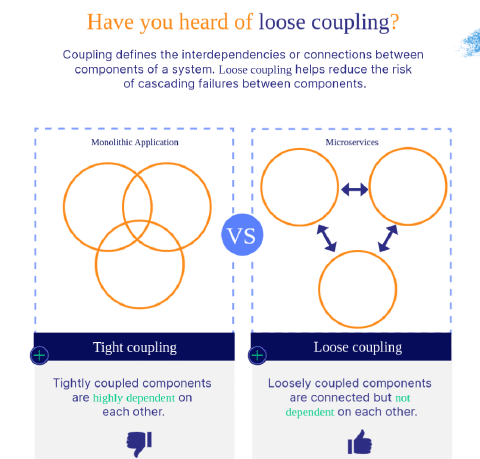 Have you heard of loose coupling?
Coupling defines the interdependencies or connections between
components of a system. Loose coupling helps reduce the risk
of cascading failures between components.
Monolithic Application
Microservices
VS
Tight coupling
Loose coupling
Tightly coupled components
are highly dependent on
each other.
Loosely coupled components
are connected but not
dependent on each other.